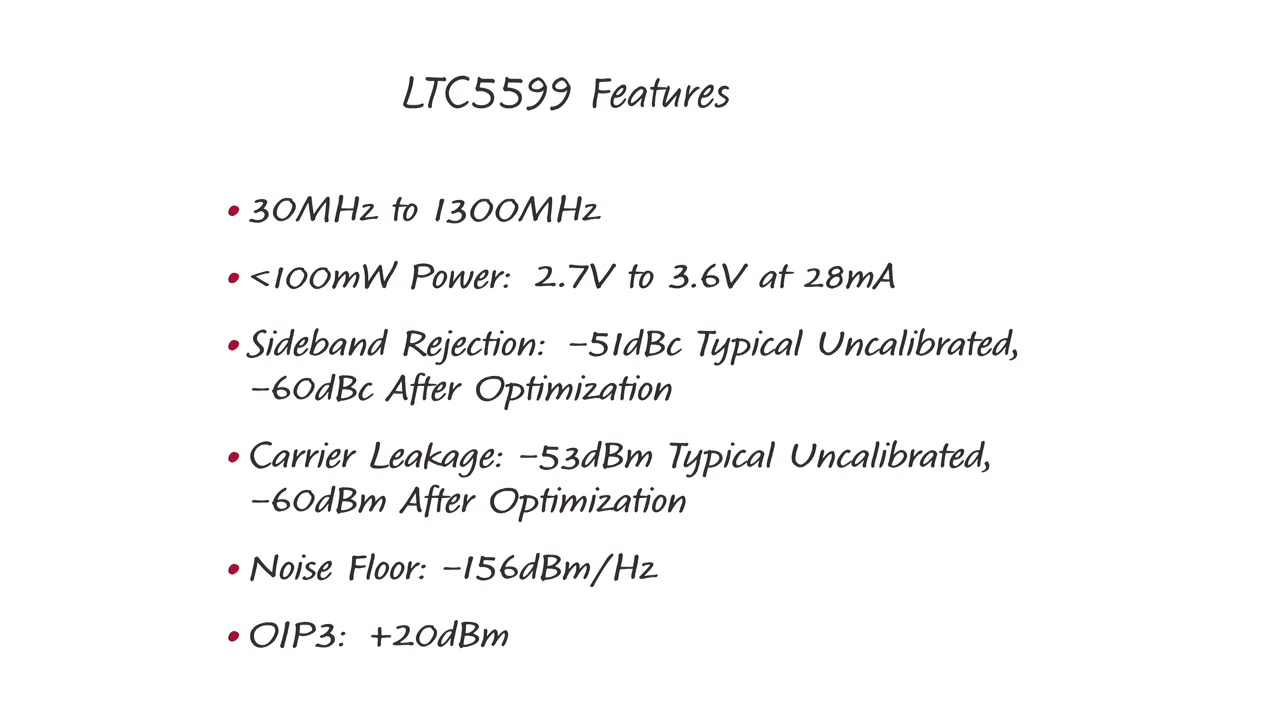 LTC5599 Features
• 30MHz to 1300MHz
• <100mW Power: 2.7V to 3.6V at 28mA
• Sideband Rejection: −51dBc Typical Uncalibrated,
−60dBc After Optimization
• Carrier Leakage: −53dBm Typical Uncalibrated,
−60dBm After Optimization
• Noise Floor: −156dBm/Hz
• OIP3: +20dBm